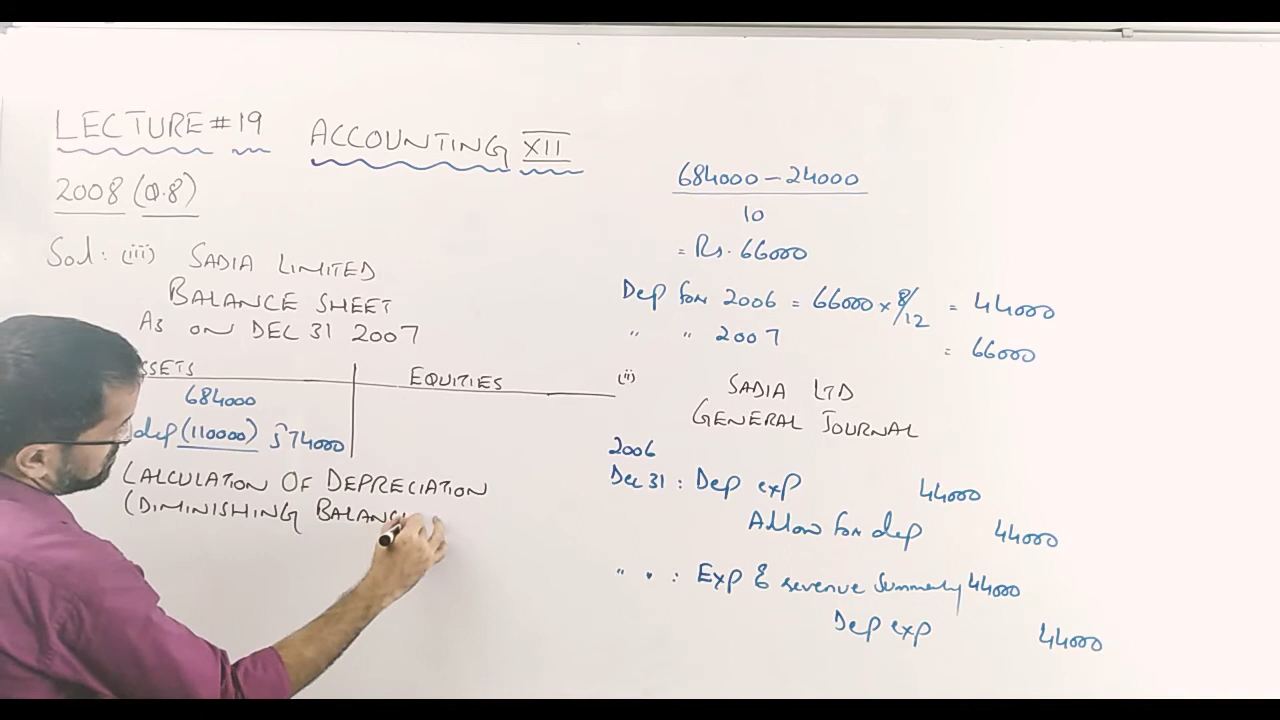 LECTURE #19 ACCOUNTING XII
2008 (Q.8)
Sol: (iii) SADIA LIMITED
BALANCE SHEET
AS ON DEC 31 2007
SSETS EQUITIES
684000
dep (110000) 574000
CALCULATION OF DEPRECIATION
(DIMINISHING BALANC
684000 - 24000
10
= Rs. 66000
Dep for 2006 = 66000 x 8/12 = 44000
" " 2007 = 66000
(ii) SADIA LTD
GENERAL JOURNAL
2006
Dec 31 : Dep exp 44000
Allow for dep 44000
" " : Exp & revenue Summary 44000
Dep exp 44000